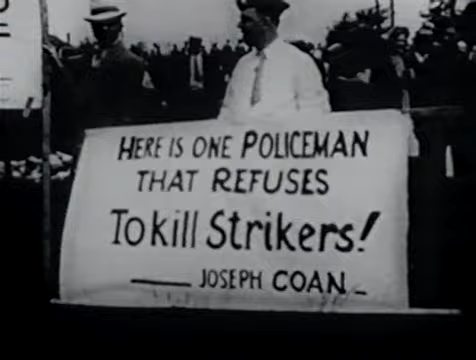 HERE IS ONE POLICEMAN
THAT REFUSES
To Kill Strikers!
— JOSEPH COAN –